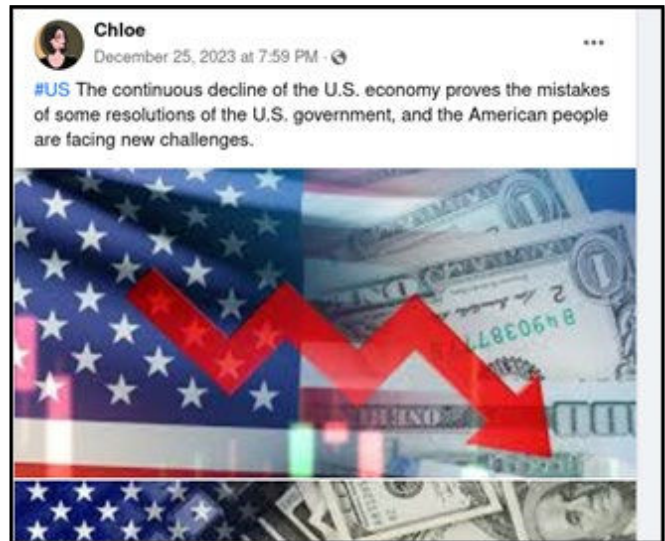 Chloe
December 25, 2023 at 7:59 PM ·
#US The continuous decline of the U.S. economy proves the mistakes
of some resolutions of the U.S. government, and the American people
are facing new challenges.